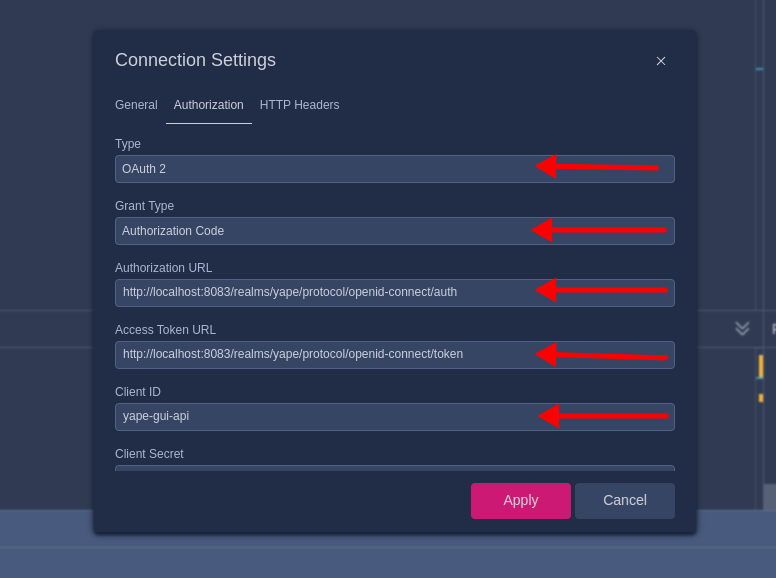 Connection Settings
General Authorization HTTP Headers
Type
OAuth 2
Grant Type
Authorization Code
Authorization URL
http://localhost:8083/realms/yape/protocol/openid-connect/auth
Access Token URL
http://localhost:8083/realms/yape/protocol/openid-connect/token
Client ID
yape-gui-api
Client Secret
Apply Cancel